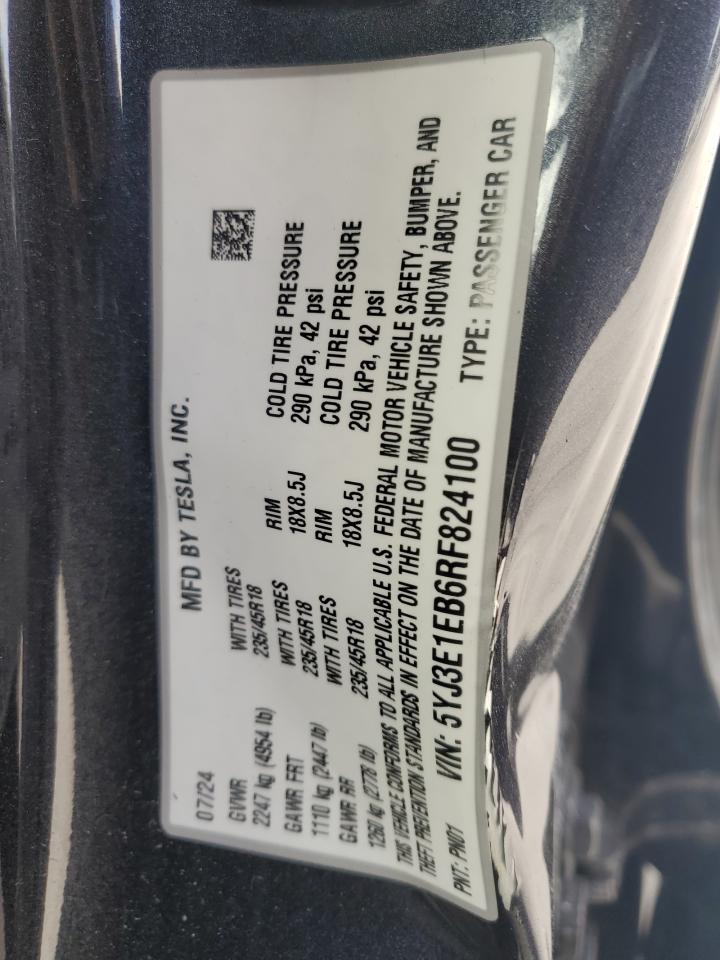 MFD BY TESLA, INC.
07/24
GVWR
2247 kg (4954 lb)
WITH TIRES
235/45R18
RIM
18X8.5J
COLD TIRE PRESSURE
290 kPa, 42 psi
GAWR FRT
1110 kg (2447 lb)
WITH TIRES
235/45R18
RIM
18X8.5J
COLD TIRE PRESSURE
290 kPa, 42 psi
GAWR RR
1260 kg (2778 lb)
WITH TIRES
235/45R18
THIS VEHICLE CONFORMS TO ALL APPLICABLE U.S. FEDERAL MOTOR VEHICLE SAFETY, BUMPER, AND
THEFT PREVENTION STANDARDS IN EFFECT ON THE DATE OF MANUFACTURE SHOWN ABOVE.
PNT: PN01 VIN: 5YJ3E1EB6RF824100 TYPE: PASSENGER CAR